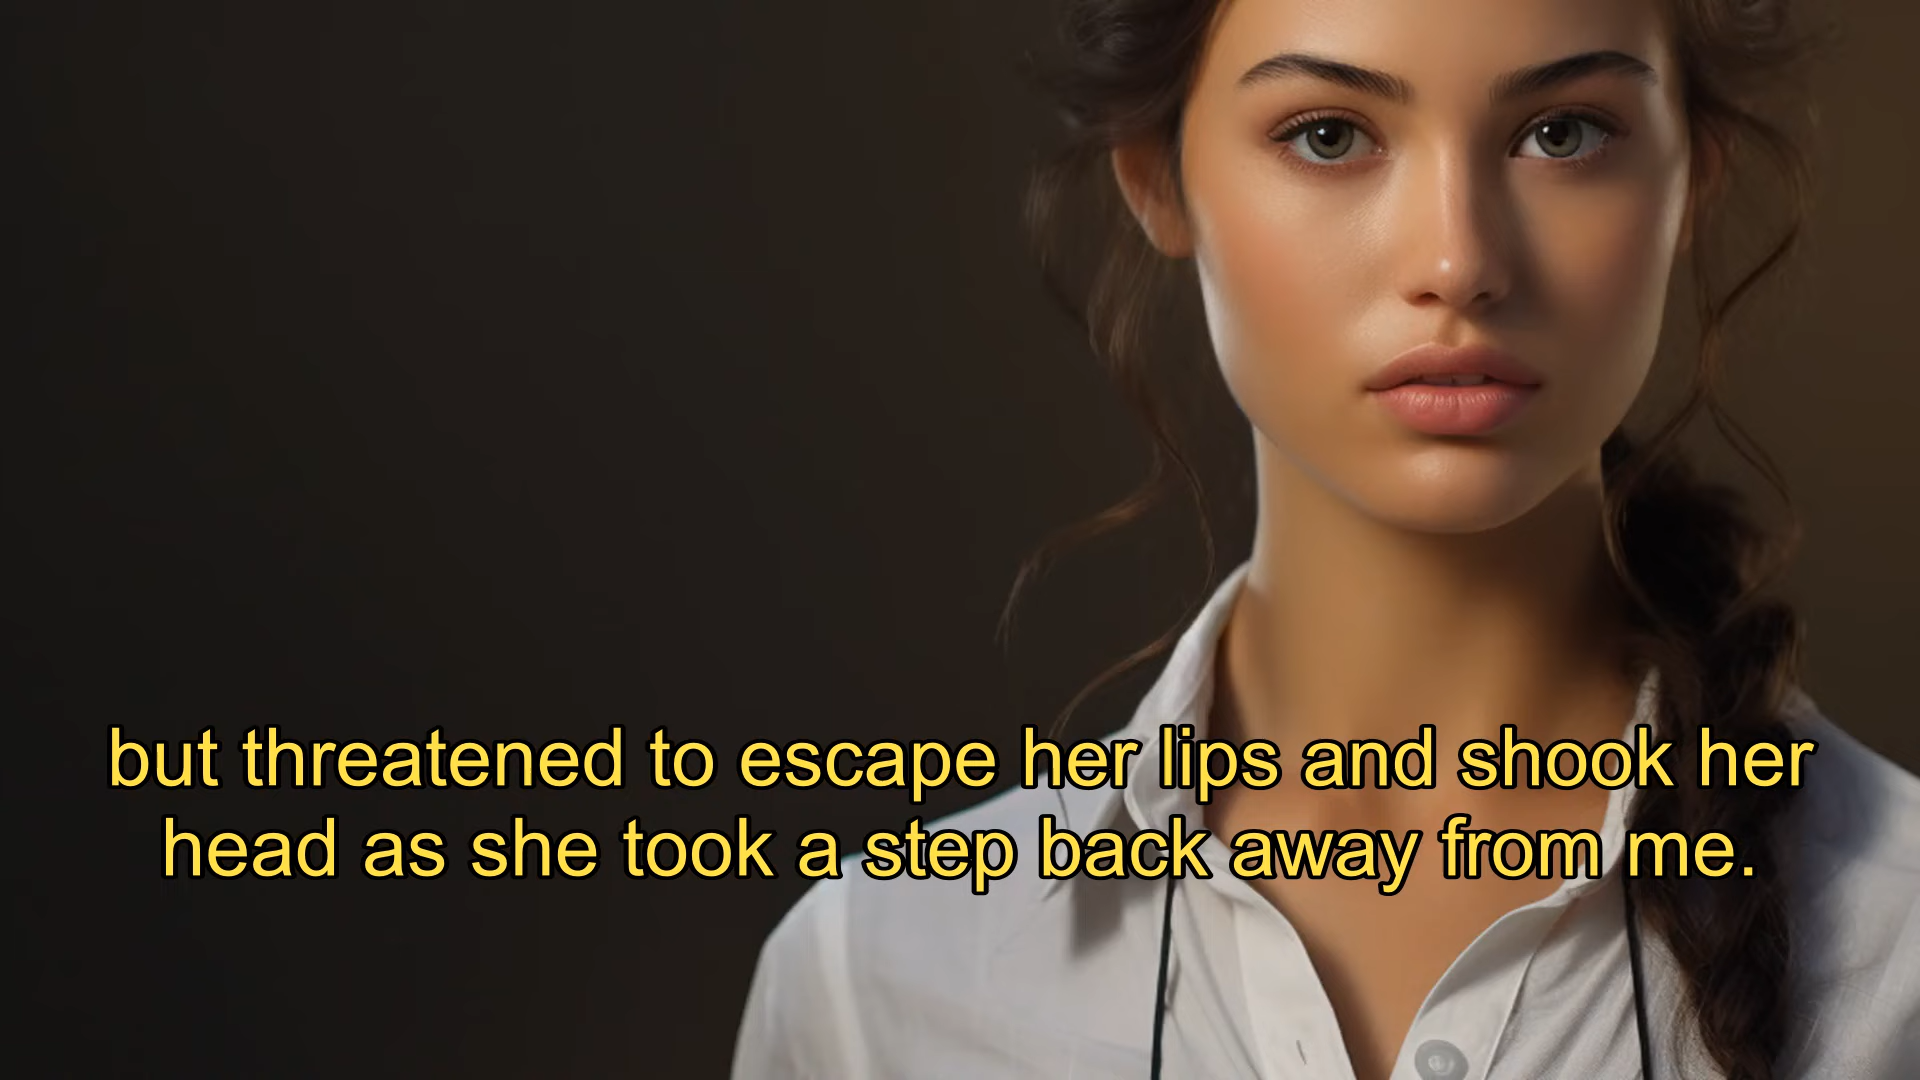 but threatened to escape her lips and shook her
head as she took a step back away from me.